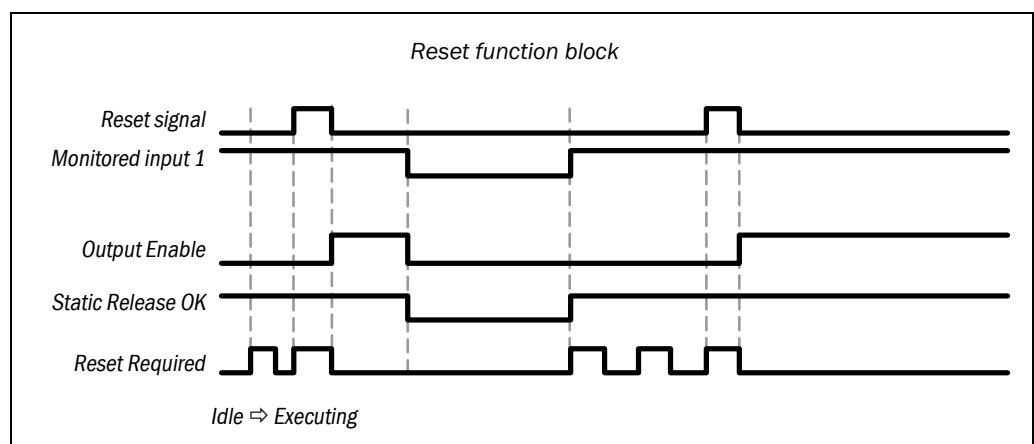 Reset function block
Reset signal
Monitored input 1
Output Enable
Static Release OK
Reset Required
Idle ⇨ Executing